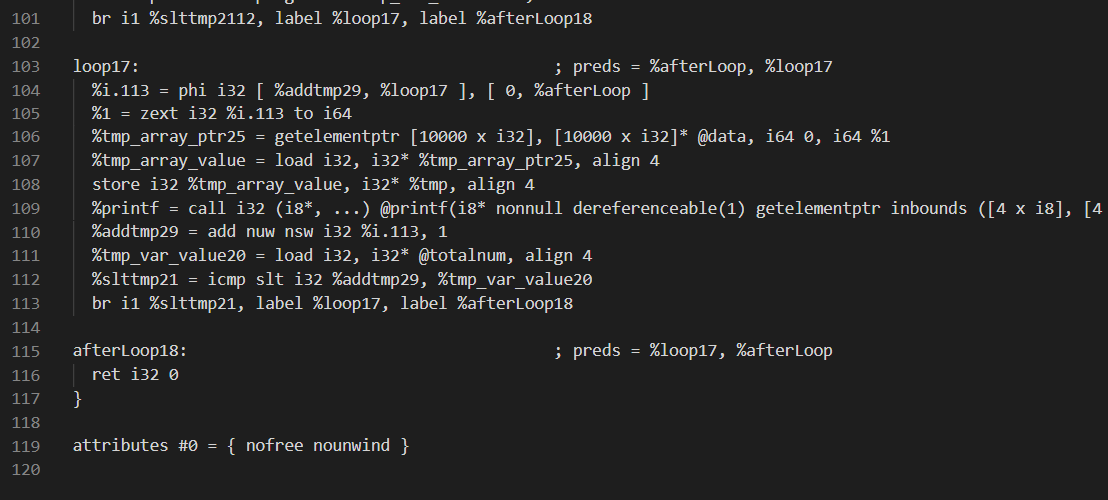 101 br i1 %slttmp2112, label %loop17, label %afterLoop18
102
103 loop17: ; preds = %afterLoop, %loop17
104 %i.113 = phi i32 [ %addtmp29, %loop17 ], [ 0, %afterLoop ]
105 %1 = zext i32 %i.113 to i64
106 %tmp_array_ptr25 = getelementptr [10000 x i32], [10000 x i32]* @data, i64 0, i64 %1
107 %tmp_array_value = load i32, i32* %tmp_array_ptr25, align 4
108 store i32 %tmp_array_value, i32* %tmp, align 4
109 %printf = call i32 (i8*, ...) @printf(i8* nonnull dereferenceable(1) getelementptr inbounds ([4 x i8], [4
110 %addtmp29 = add nuw nsw i32 %i.113, 1
111 %tmp_var_value20 = load i32, i32* @totalnum, align 4
112 %slttmp21 = icmp slt i32 %addtmp29, %tmp_var_value20
113 br i1 %slttmp21, label %loop17, label %afterLoop18
114
115 afterLoop18: ; preds = %loop17, %afterLoop
116 ret i32 0
117 }
118
119 attributes #0 = { nofree nounwind }
120